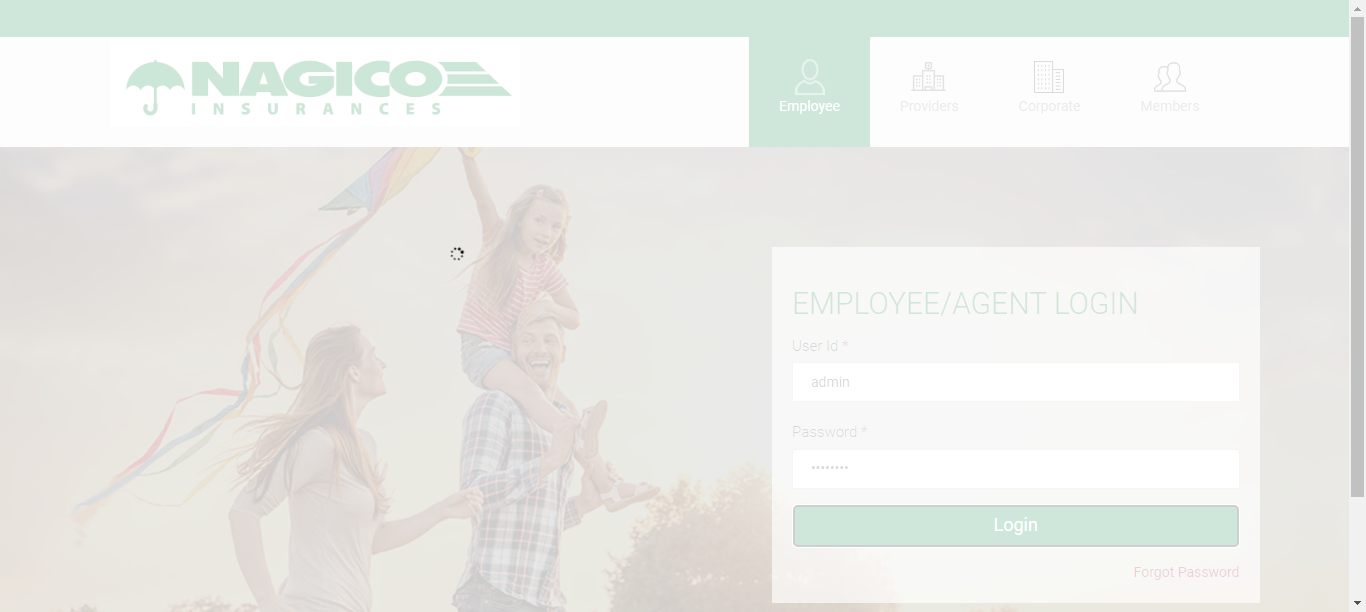 NAGICO
INSURANCES
Employee
Providers
Corporate
Members
EMPLOYEE/AGENT LOGIN
User Id *
admin
Password *
••••••••
Login
Forgot Password